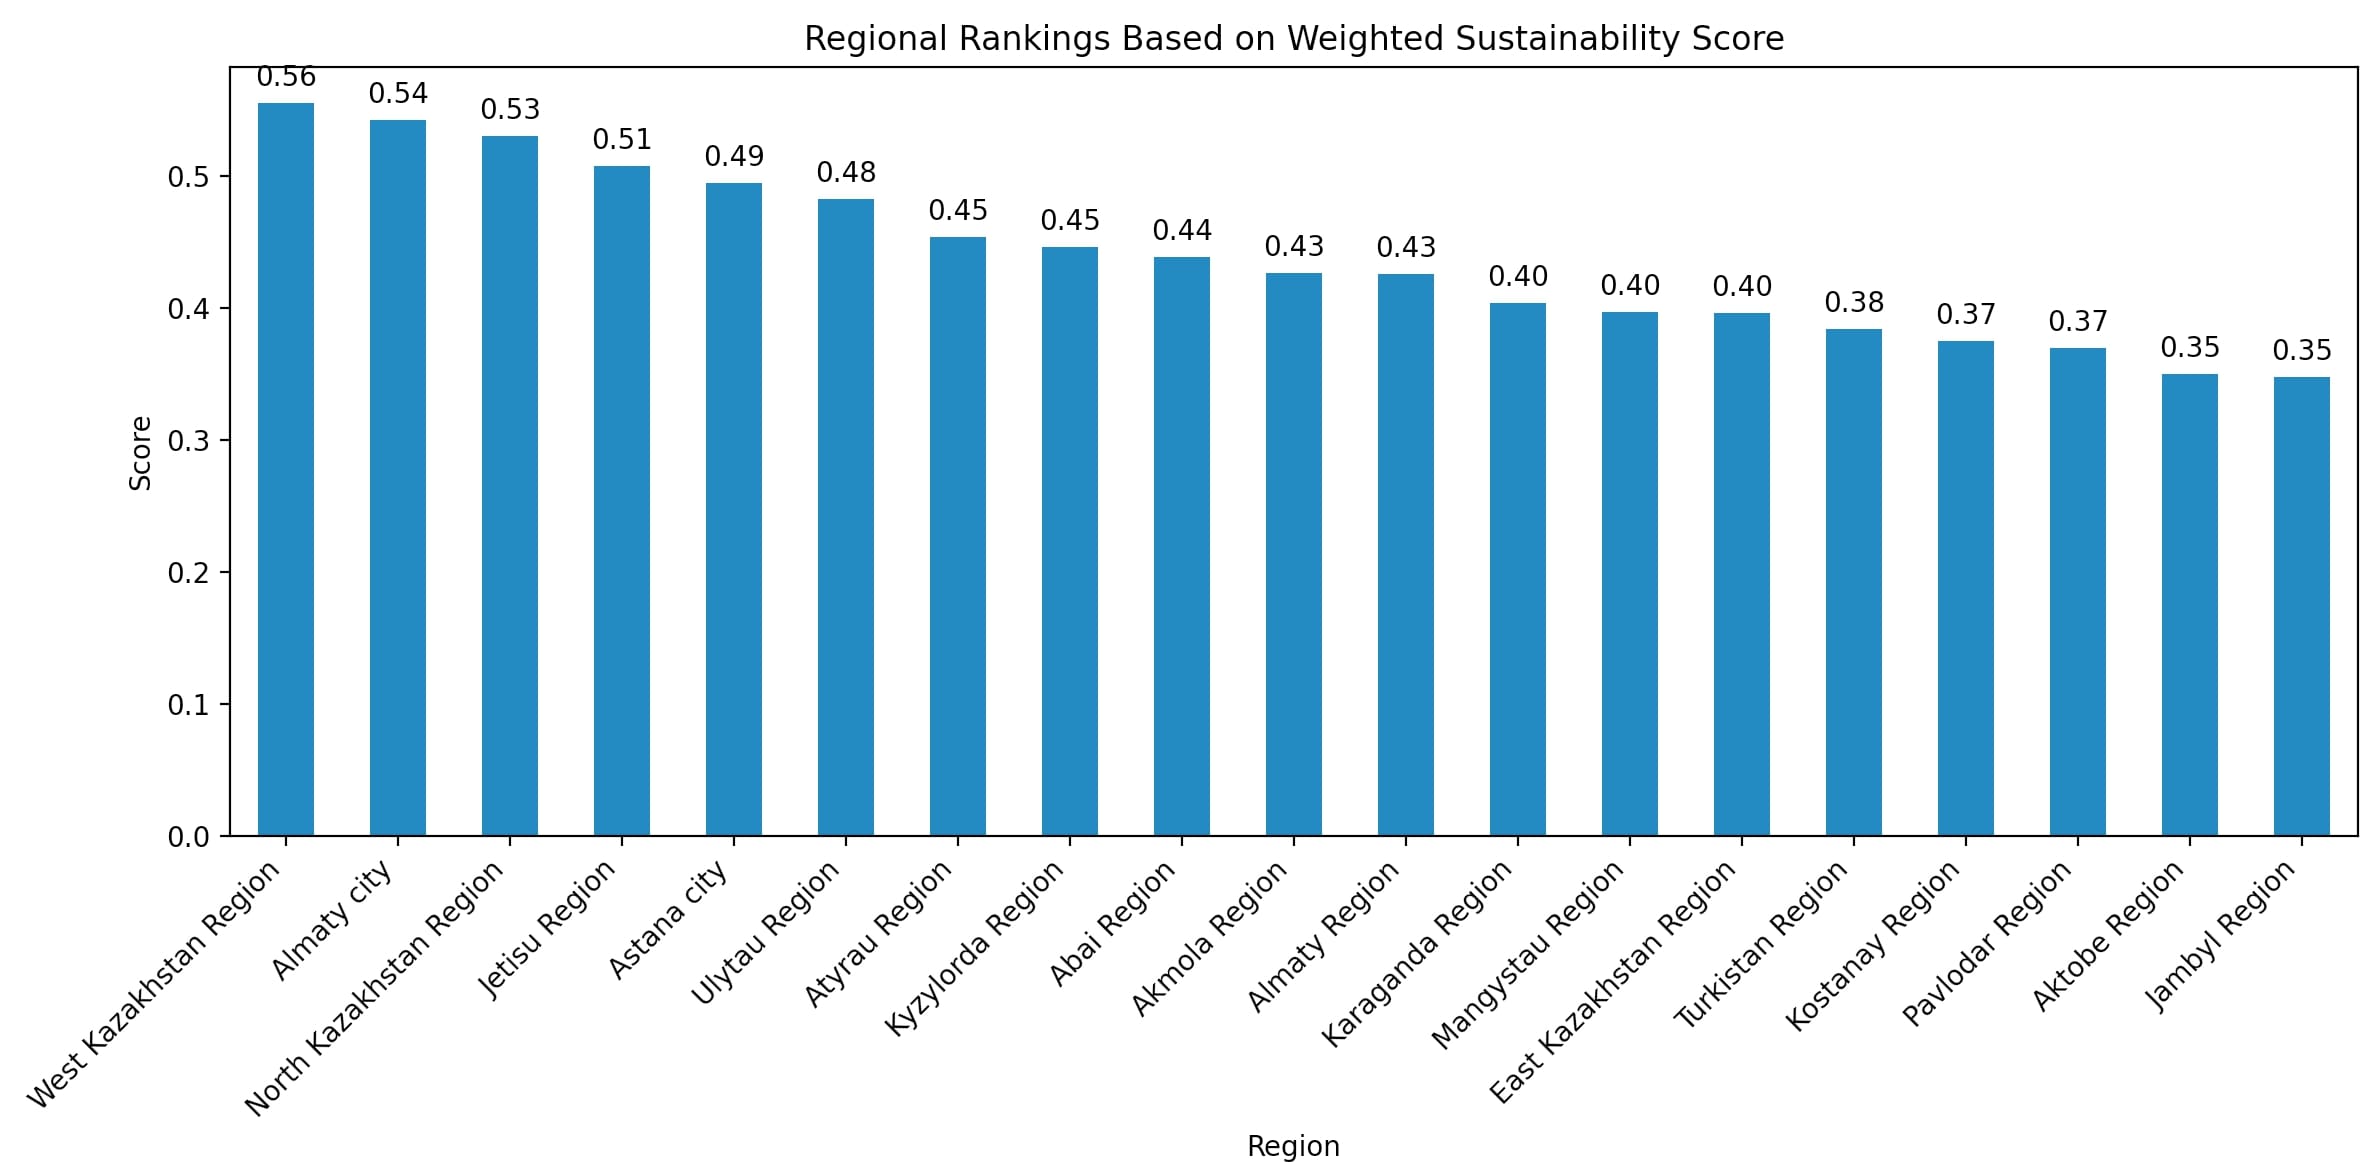 Regional Rankings Based on Weighted Sustainability Score
0.56
0.54
0.53
0.51
0.49
0.48
0.45
0.45
0.44
0.43
0.43
0.40
0.40
0.40
0.38
0.37
0.37
0.35
0.35
Score
0.5
0.4
0.3
0.2
0.1
0.0
West Kazakhstan Region
Almaty city
North Kazakhstan Region
Jetisu Region
Astana city
Ulytau Region
Atyrau Region
Kyzylorda Region
Abai Region
Akmola Region
Almaty Region
Karaganda Region
Mangystau Region
East Kazakhstan Region
Turkistan Region
Kostanay Region
Pavlodar Region
Aktobe Region
Jambyl Region
Region